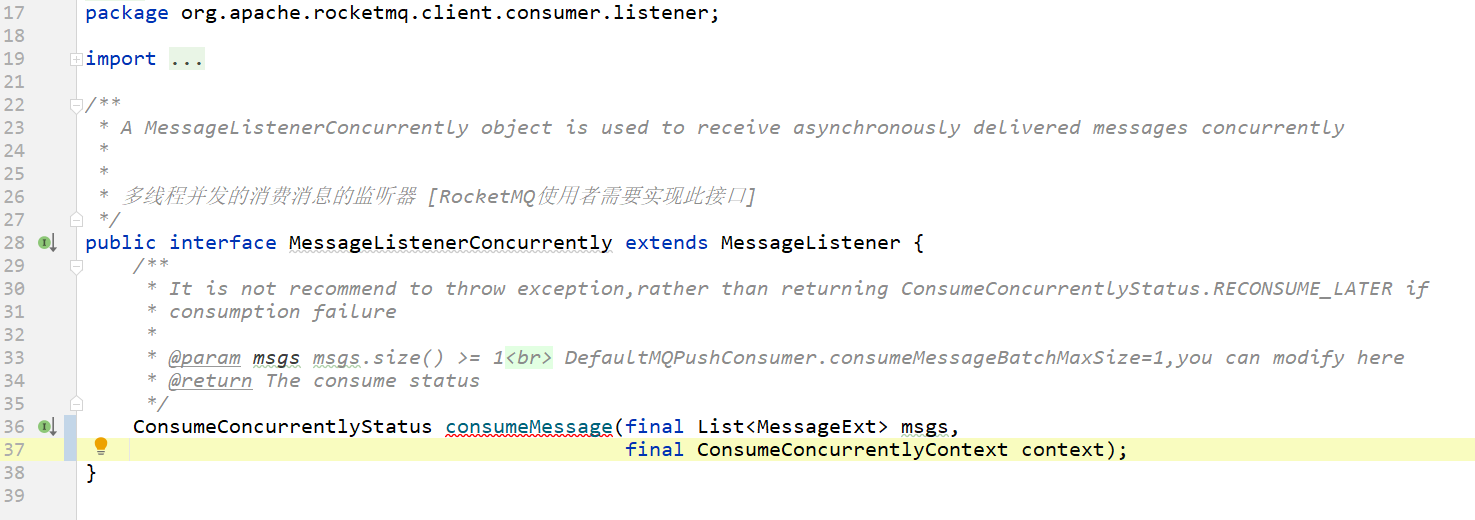 17 package org.apache.rocketmq.client.consumer.listener;
18
19 import ...
21
22 /**
23 * A MessageListenerConcurrently object is used to receive asynchronously delivered messages concurrently
24 *
25 *
26 * 多线程并发的消费消息的监听器 [RocketMQ使用者需要实现此接口]
27 */
28 public interface MessageListenerConcurrently extends MessageListener {
29 /**
30 * It is not recommend to throw exception,rather than returning ConsumeConcurrentlyStatus.RECONSUME_LATER if
31 * consumption failure
32 *
33 * @param msgs msgs.size() >= 1<br> DefaultMQPushConsumer.consumeMessageBatchMaxSize=1,you can modify here
34 * @return The consume status
35 */
36 ConsumeConcurrentlyStatus consumeMessage(final List<MessageExt> msgs,
37 final ConsumeConcurrentlyContext context);
38 }
39